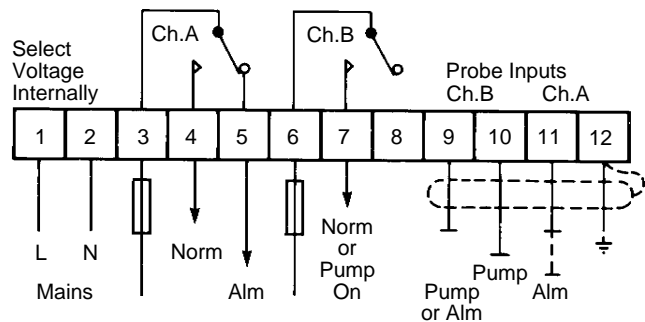 Select
Voltage
Internally
Ch.A
Ch.B
Probe Inputs
Ch.B Ch.A
1 2 3 4 5 6 7 8 9 10 11 12
L N
Mains
Norm
Alm
Norm
or
Pump
On
Pump
or Alm
Pump
Alm